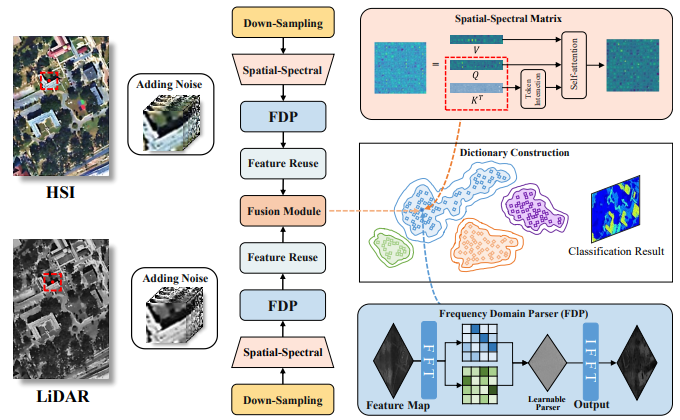 Down-Sampling
Spatial-Spectral
FDP
Feature Reuse
Fusion Module
Feature Reuse
FDP
Spatial-Spectral
Down-Sampling
HSI
Adding Noise
LiDAR
Adding Noise
Spatial-Spectral Matrix
=
V
Q
K^T
Token
Interaction
Self-attention
Dictionary Construction
Classification Result
Frequency Domain Parser (FDP)
Feature Map
FFT
Learnable
Parser
IFFT
Output